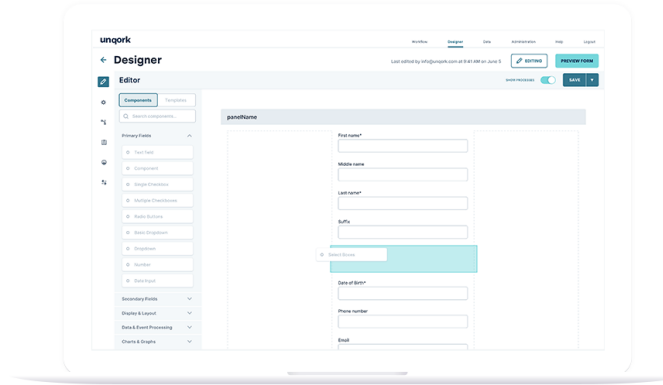 unqork
Workflow Designer Data Administration Help Logout
Designer
Last edited by info@unqork.com at 9:41 AM on June 5
EDITING
PREVIEW FORM
Editor
SHOW PROCESSES
SAVE
Components
Templates
Search components...
panelName
Primary Fields
Text Field
Component
Single Checkbox
Multiple Checkboxes
Radio Buttons
Basic Dropdown
Dropdown
Number
Date Input
Secondary Fields
Display & Layout
Data & Event Processing
Charts & Graphs
First name*
Middle name
Last name*
Suffix
Select Boxes
Date of Birth*
Phone number
Email